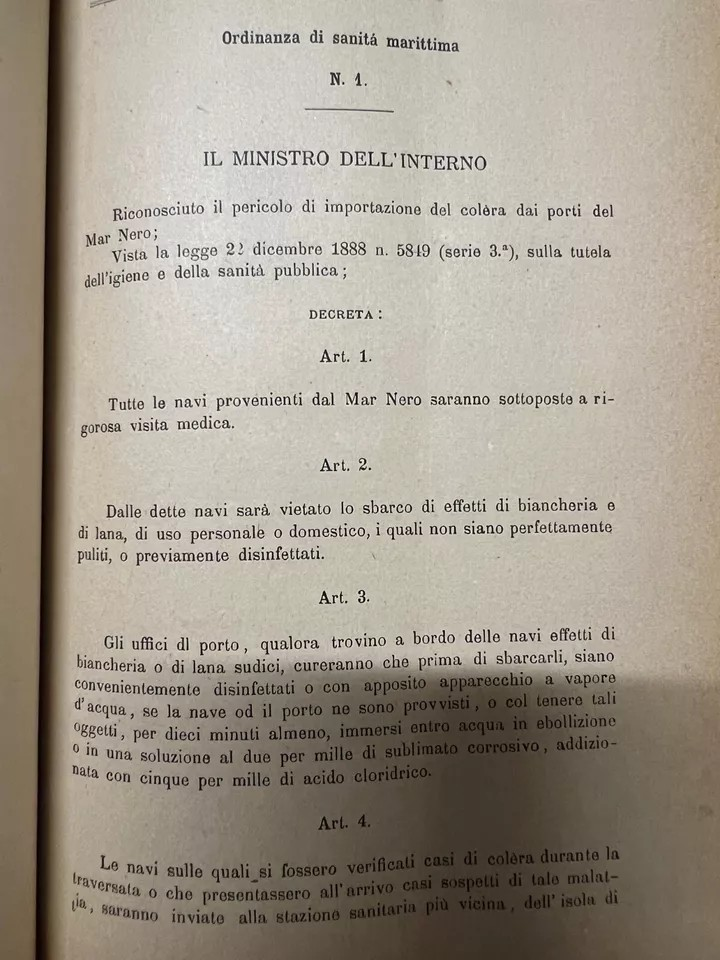 Ordinanza di sanitá marittima
N. 1.
IL MINISTRO DELL'INTERNO
Riconosciuto il pericolo di importazione del colèra dai porti del
Mar Nero;
Vista la legge 22 dicembre 1888 n. 5849 (serie 3.ª), sulla tutela
dell'igiene e della sanità pubblica;
DECRETA:
Art. 1.
Tutte le navi provenienti dal Mar Nero saranno sottoposte a ri-
gorosa visita medica.
Art. 2.
Dalle dette navi sarà vietato lo sbarco di effetti di biancheria e
di lana, di uso personale o domestico, i quali non siano perfettamente
puliti, o previamente disinfettati.
Art. 3.
Gli uffici dl porto, qualora trovino a bordo delle navi effetti di
biancheria o di lana sudici, cureranno che prima di sbarcarli, siano
convenientemente disinfettati o con apposito apparecchio a vapore
d'acqua, se la nave od il porto ne sono provvisti, o col tenere tali
oggetti, per dieci minuti almeno, immersi entro acqua in ebollizione
o in una soluzione al due per mille di sublimato corrosivo, addizio-
nata con cinque per mille di acido cloridrico.
Art. 4.
Le navi sulle quali si fossero verificati casi di colèra durante la
traversata o che presentassero all'arrivo casi sospetti di tale malat-
tia, saranno inviate alla stazione sanitaria più vicina, dell'isola di